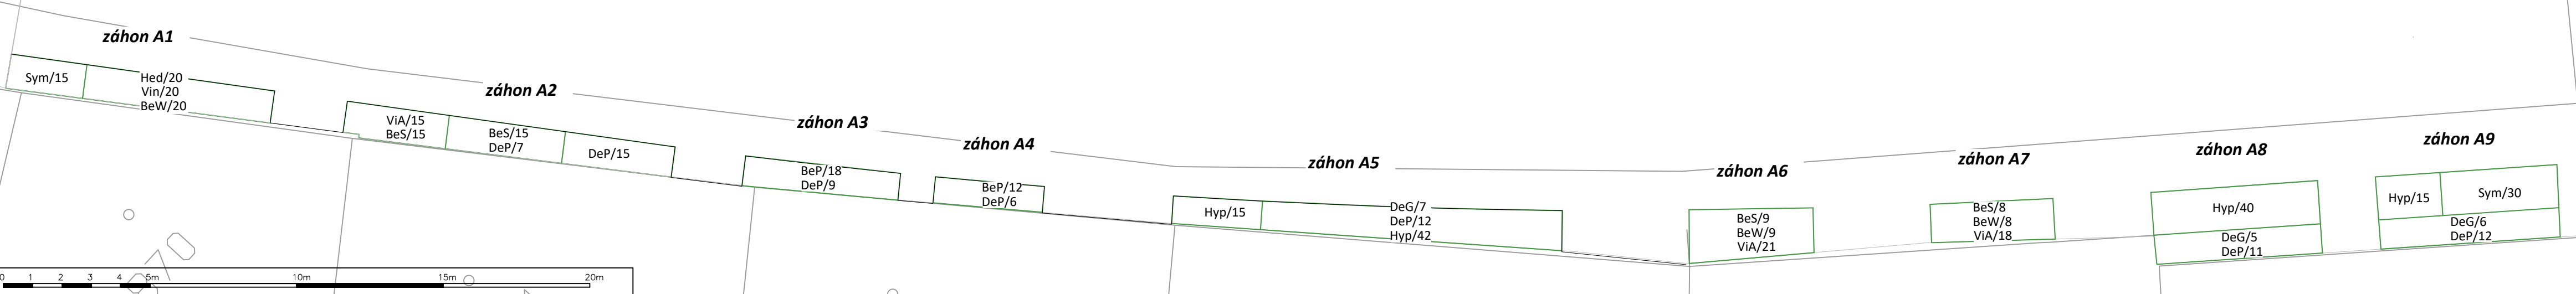 záhon A1
Sym/15
Hed/20
Vin/20
BeW/20
záhon A2
ViA/15
BeS/15
BeS/15
DeP/7
DeP/15
záhon A3
BeP/18
DeP/9
záhon A4
BeP/12
DeP/6
záhon A5
Hyp/15
DeG/7
DeP/12
Hyp/42
záhon A6
BeS/9
BeW/9
ViA/21
záhon A7
BeS/8
BeW/8
ViA/18
záhon A8
Hyp/40
DeG/5
DeP/11
záhon A9
Hyp/15
Sym/30
DeG/6
DeP/12
0 1 2 3 4 5m 10m 15m 20m